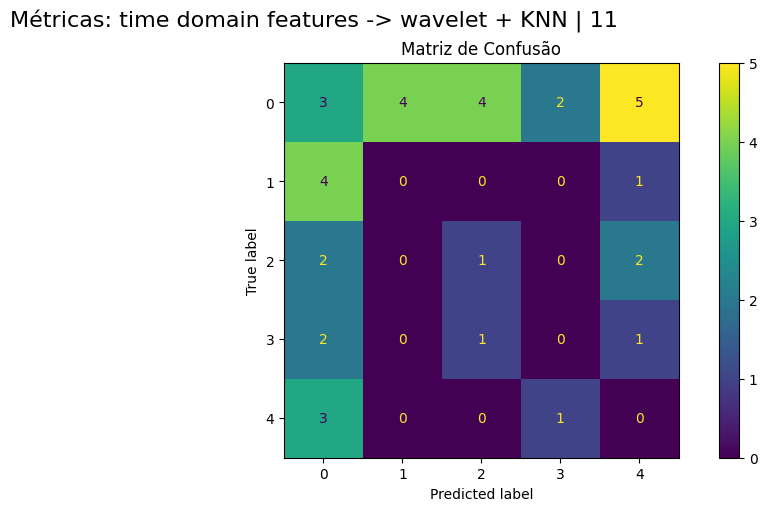 Métricas: time domain features -> wavelet + KNN | 11
Matriz de Confusão
5
0 3 4 4 2 5
4
1 4 0 0 0 1
3
True label
2 2 0 1 0 2
2
3 2 0 1 0 1
1
4 3 0 0 1 0
0
0 1 2 3 4
Predicted label